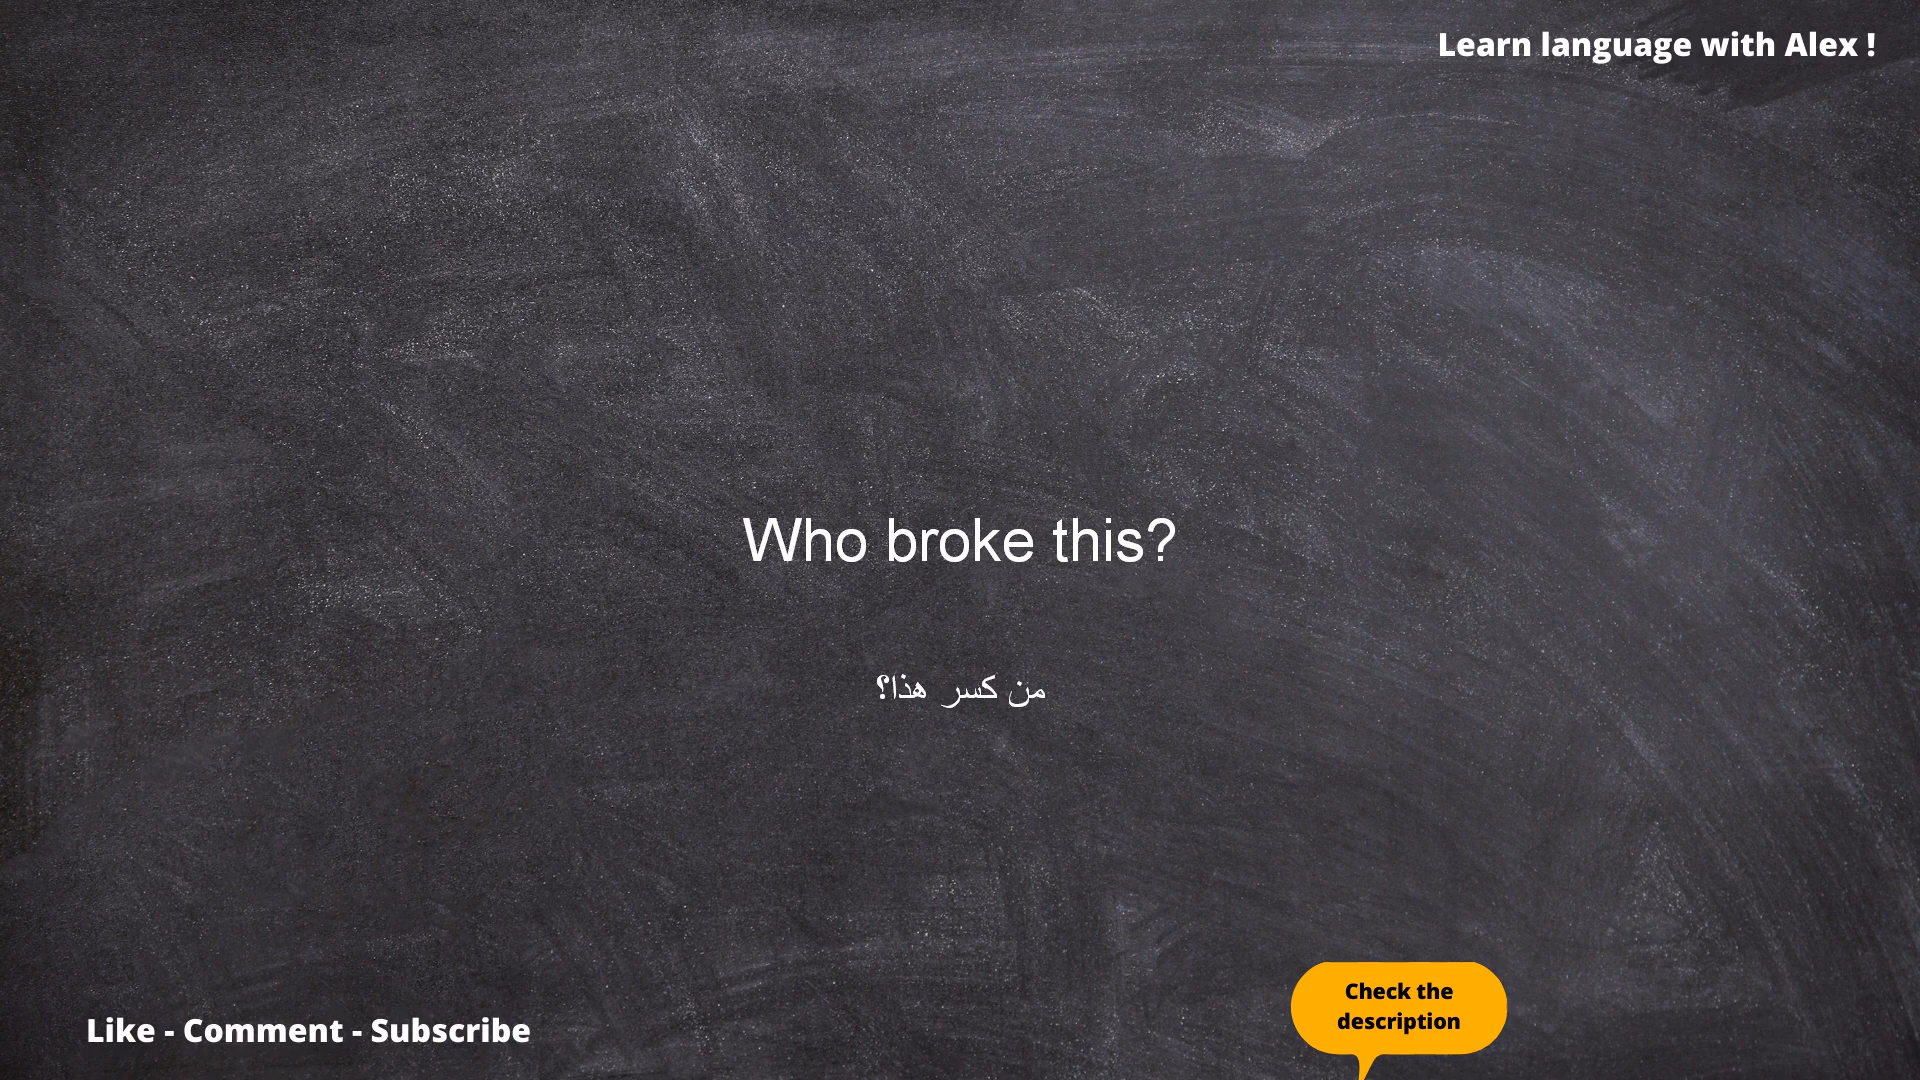 Learn language with Alex !
Who broke this?
من كسر هذا؟
Check the
description
Like - Comment - Subscribe